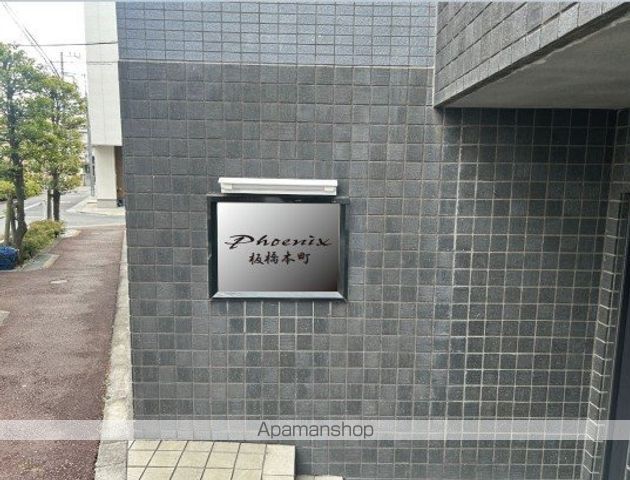 Phoenix
板橋本町
Apamanshop